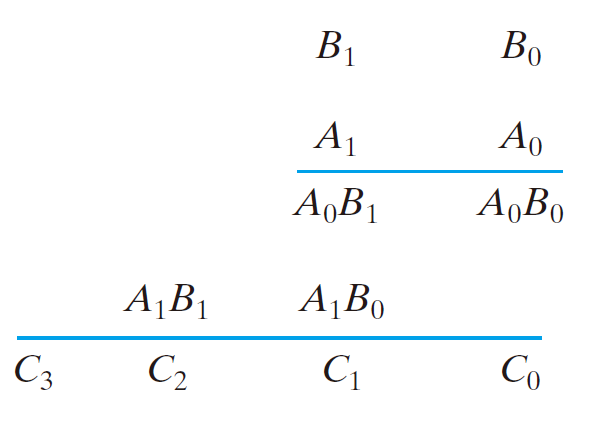 B₁ B₀
A₁ A₀
A₀B₁ A₀B₀
A₁B₁ A₁B₀
C₃ C₂ C₁ C₀